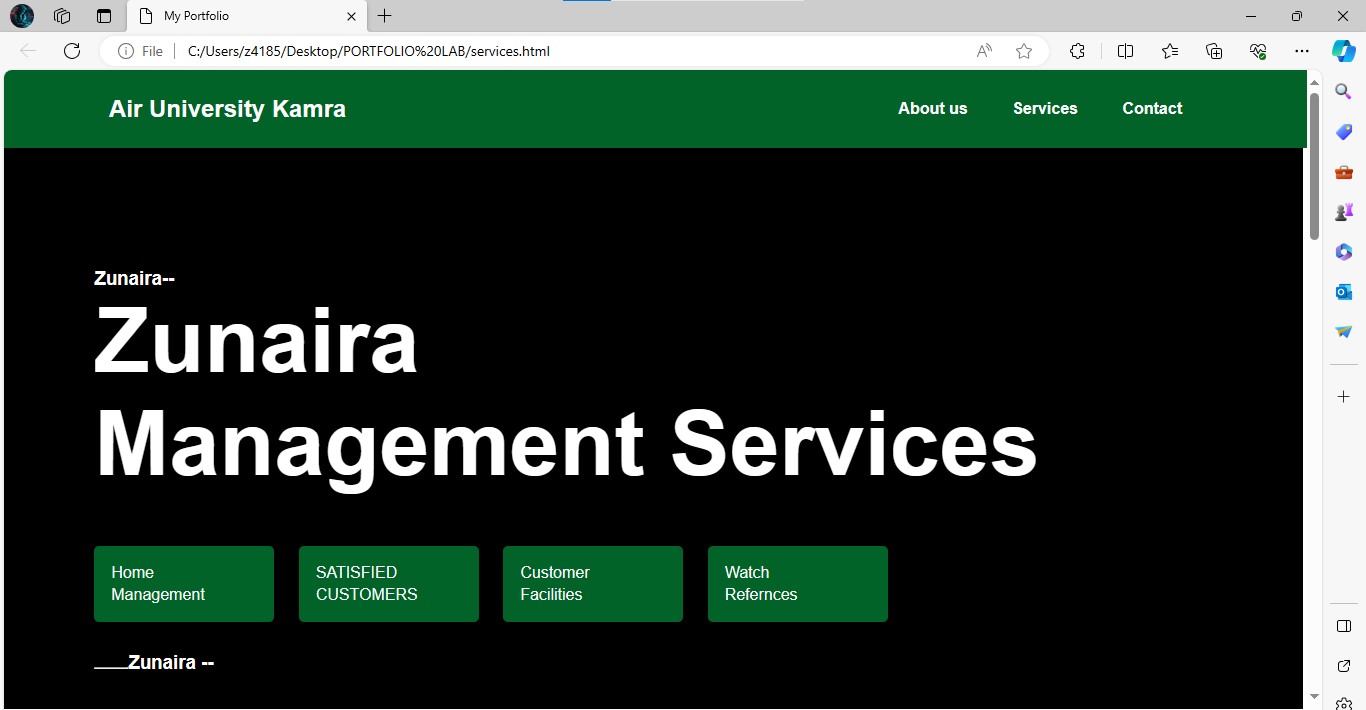 My Portfolio
File
C:/Users/z4185/Desktop/PORTFOLIO%20LAB/services.html
Air University Kamra
About us
Services
Contact
Zunaira--
Zunaira
Management Services
Home
Management
SATISFIED
CUSTOMERS
Customer
Facilities
Watch
Refernces
____Zunaira --